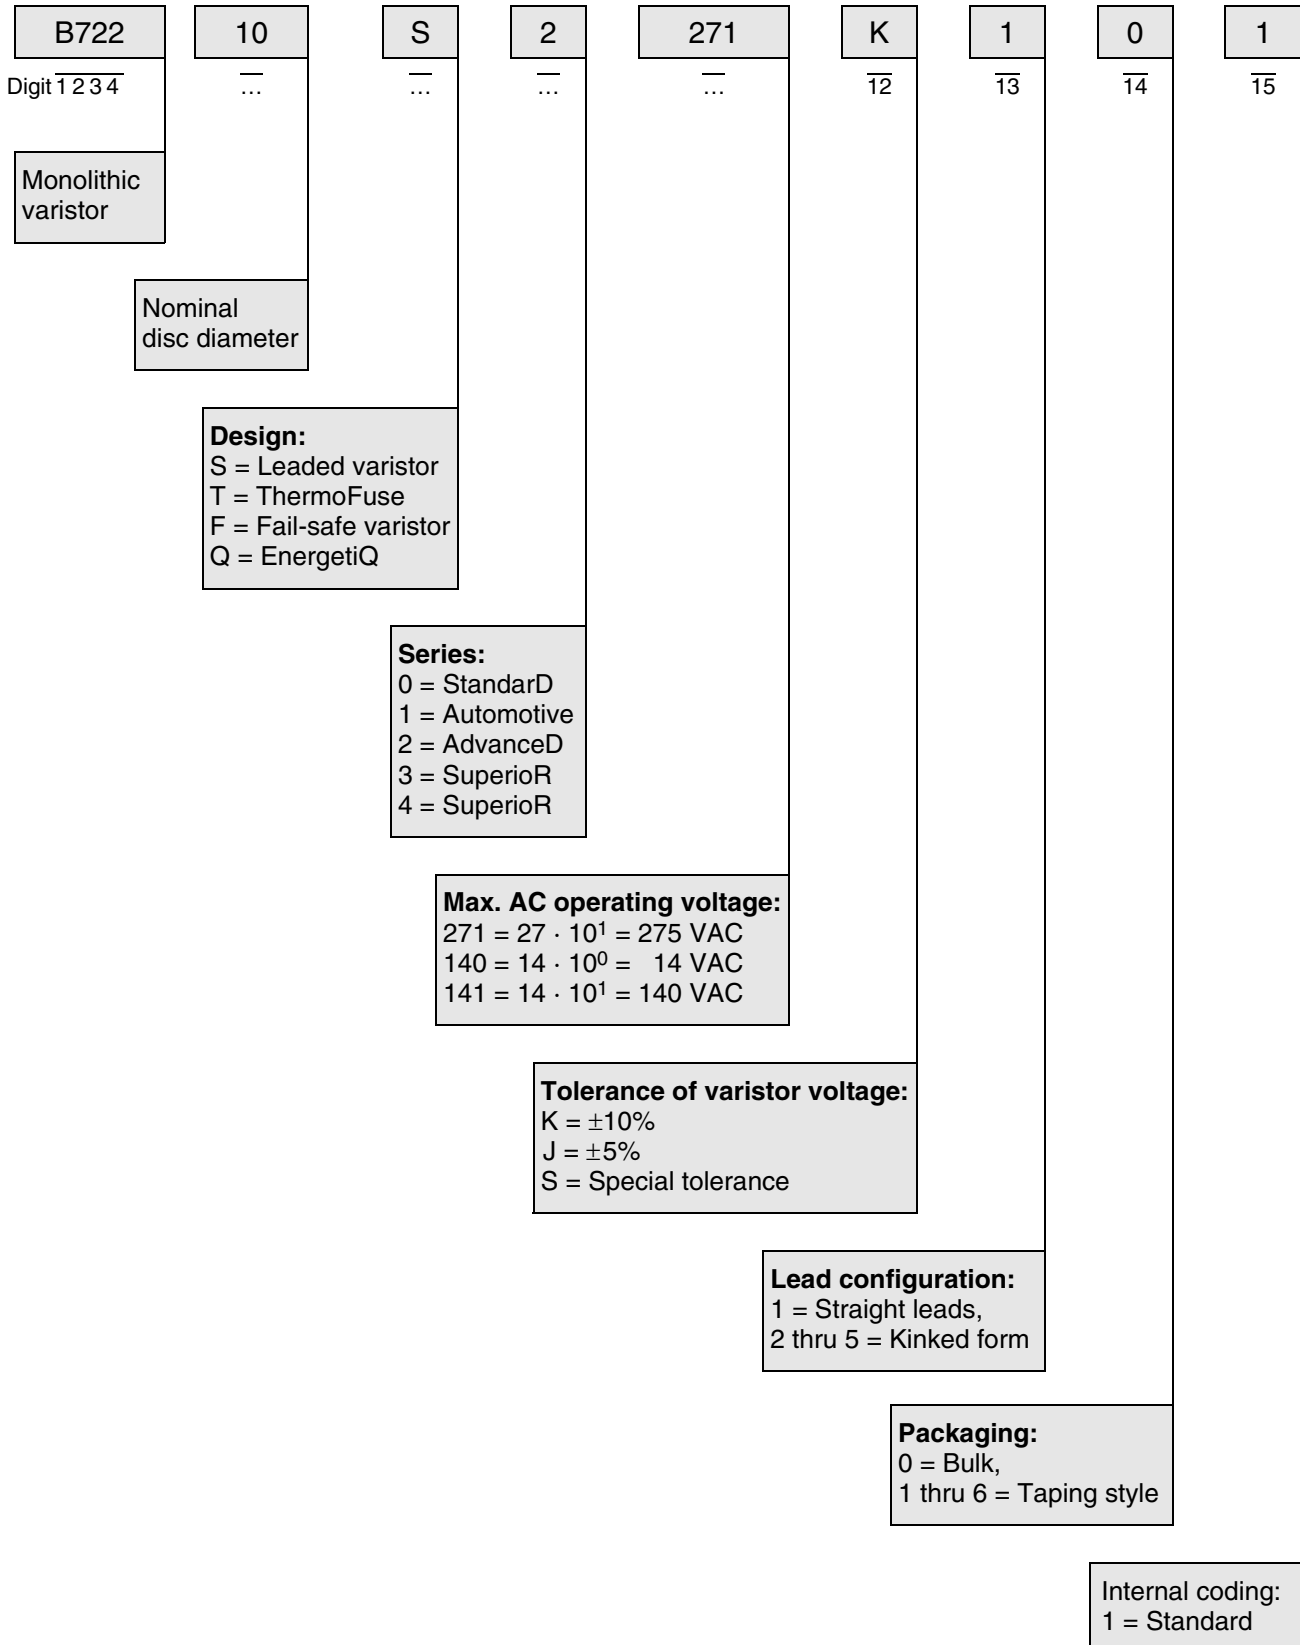 B722 10 S 2 271 K 1 0 1
Digit 1 2 3 4 ... ... ... ... 12 13 14 15
Monolithic
varistor
Nominal
disc diameter
Design:
S = Leaded varistor
T = ThermoFuse
F = Fail-safe varistor
Q = EnergetiQ
Series:
0 = StandarD
1 = Automotive
2 = AdvanceD
3 = SuperioR
4 = SuperioR
Max. AC operating voltage:
271 = 27 · 10¹ = 275 VAC
140 = 14 · 10⁰ = 14 VAC
141 = 14 · 10¹ = 140 VAC
Tolerance of varistor voltage:
K = ±10%
J = ±5%
S = Special tolerance
Lead configuration:
1 = Straight leads,
2 thru 5 = Kinked form
Packaging:
0 = Bulk,
1 thru 6 = Taping style
Internal coding:
1 = Standard